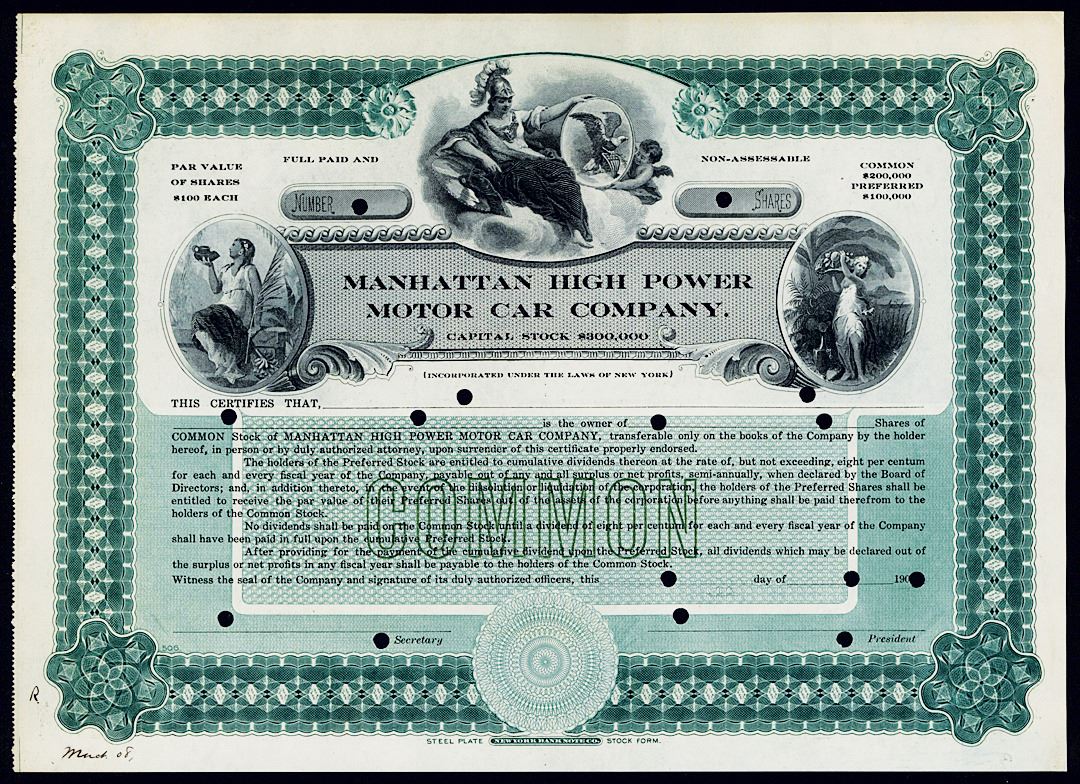 PAR VALUE
OF SHARES
$100 EACH
FULL PAID AND
NON-ASSESSABLE
COMMON
$200,000
PREFERRED
$100,000
NUMBER
SHARES
MANHATTAN HIGH POWER
MOTOR CAR COMPANY.
CAPITAL STOCK $300,000
(INCORPORATED UNDER THE LAWS OF NEW YORK)
THIS CERTIFIES THAT,
is the owner of Shares of
COMMON Stock of MANHATTAN HIGH POWER MOTOR CAR COMPANY, transferable only on the books of the Company by the holder
hereof, in person or by duly authorized attorney, upon surrender of this certificate properly endorsed.
The holders of the Preferred Stock are entitled to cumulative dividends thereon at the rate of, but not exceeding, eight per centum
for each and every fiscal year of the Company, payable out of any and all surplus or net profits, semi-annually, when declared by the Board of
Directors; and, in addition thereto, in the event of the dissolution or liquidation of the corporation, the holders of the Preferred Shares shall be
entitled to receive the par value of their Preferred Shares out of the assets of the corporation before anything shall be paid therefrom to the
holders of the Common Stock.
No dividends shall be paid on the Common Stock until a dividend of eight per centum for each and every fiscal year of the Company
shall have been paid in full upon the cumulative Preferred Stock.
After providing for the payment of the cumulative dividend upon the Preferred Stock, all dividends which may be declared out of
the surplus or net profits in any fiscal year shall be payable to the holders of the Common Stock.
COMMON
Witness the seal of the Company and signature of its duly authorized officers, this day of 190
Secretary
President
STEEL PLATE NEW YORK BANK NOTE CO. STOCK FORM.
R
08,